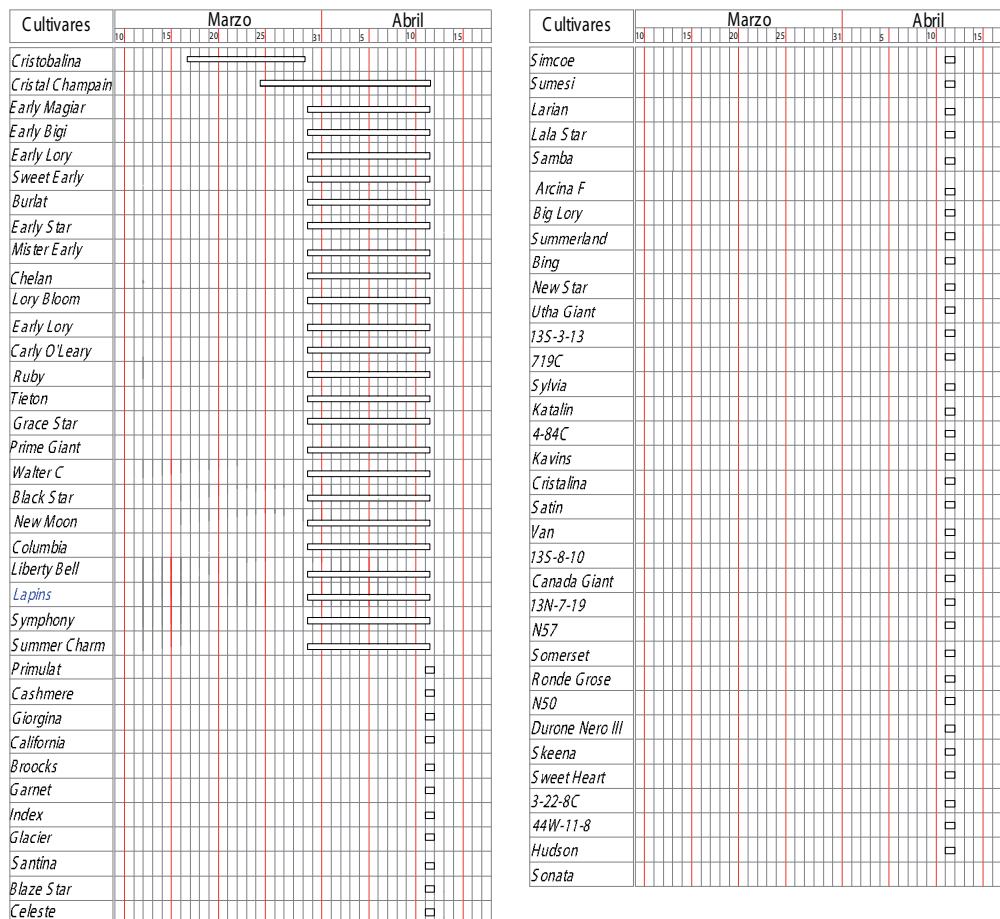 Cultivares
Marzo
Abril
10 15 20 25 31 5 10 15
Cristobalina
Cristal Champain
Early Magiar
Early Bigi
Early Lory
Sweet Early
Burlat
Early Star
Mister Early
Chelan
Lory Bloom
Early Lory
Carly O'Leary
Ruby
Tieton
Grace Star
Prime Giant
Walter C
Black Star
New Moon
Columbia
Liberty Bell
Lapins
Symphony
Summer Charm
Primulat
Cashmere
Giorgina
California
Broocks
Garnet
Index
Glacier
Santina
Blaze Star
Celeste
Cultivares
Marzo
Abril
10 15 20 25 31 5 10 15
Simcoe
Sumesi
Larian
Lala Star
Samba
Arcina F
Big Lory
Summerland
Bing
New Star
Utha Giant
13S-3-13
719C
Sylvia
Katalin
4-84C
Kavins
Cristalina
Satin
Van
13S-8-10
Canada Giant
13N-7-19
N57
Somerset
Ronde Grose
N50
Durone Nero III
Skeena
Sweet Heart
3-22-8C
44W-11-8
Hudson
Sonata